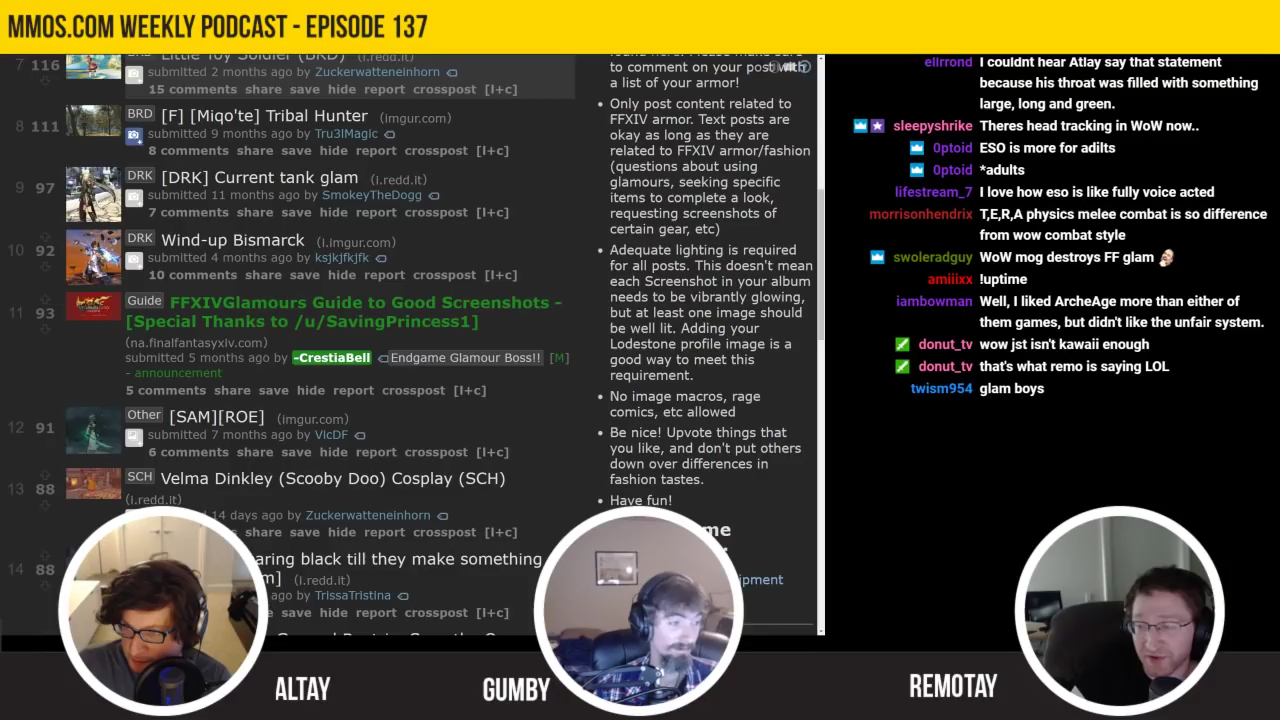 MMOS.COM WEEKLY PODCAST - EPISODE 137
7 116 BRD Little Toy Soldier (BRD) (i.redd.it)
submitted 2 months ago by Zuckerwatteneinhorn
15 comments share save hide report crosspost [l+c]
8 111 BRD [F] [Miqo'te] Tribal Hunter (imgur.com)
submitted 9 months ago by Tru3lMagic
8 comments share save hide report crosspost [l+c]
9 97 DRK [DRK] Current tank glam (i.redd.it)
submitted 11 months ago by SmokeyTheDogg
7 comments share save hide report crosspost [l+c]
10 92 DRK Wind-up Bismarck (i.imgur.com)
submitted 4 months ago by ksjkjfkjfk
10 comments share save hide report crosspost [l+c]
11 93 Guide FFXIVGlamours Guide to Good Screenshots -
[Special Thanks to /u/SavingPrincess1]
(na.finalfantasyxiv.com)
submitted 5 months ago by -CrestiaBell Endgame Glamour Boss!! [M]
- announcement
5 comments share save hide report crosspost [l+c]
12 91 Other [SAM][ROE] (imgur.com)
submitted 7 months ago by VlcDF
6 comments share save hide report crosspost [l+c]
13 88 SCH Velma Dinkley (Scooby Doo) Cosplay (SCH)
(i.redd.it)
14 days ago by Zuckerwatteneinhorn
share save hide report crosspost [l+c]
14 88 aring black till they make something
m] (i.redd.it)
ago by TrissaTristina
share save hide report crosspost [l+c]
to comment on your post with
a list of your armor!
• Only post content related to
FFXIV armor. Text posts are
okay as long as they are
related to FFXIV armor/fashion
(questions about using
glamours, seeking specific
items to complete a look,
requesting screenshots of
certain gear, etc)
• Adequate lighting is required
for all posts. This doesn't mean
each Screenshot in your album
needs to be vibrantly glowing,
but at least one image should
be well lit. Adding your
Lodestone profile image is a
good way to meet this
requirement.
• No image macros, rage
comics, etc allowed
• Be nice! Upvote things that
you like, and don't put others
down over differences in
fashion tastes.
• Have fun!
me
ipment
ellrrond I couldnt hear Atlay say that statement
because his throat was filled with something
large, long and green.
sleepyshrike Theres head tracking in WoW now..
0ptoid ESO is more for adilts
0ptoid *adults
lifestream_7 I love how eso is like fully voice acted
morrisonhendrix T,E,R,A physics melee combat is so difference
from wow combat style
swoleradguy WoW mog destroys FF glam
amiiixx !uptime
iambowman Well, I liked ArcheAge more than either of
them games, but didn't like the unfair system.
donut_tv wow jst isn't kawaii enough
donut_tv that's what remo is saying LOL
twism954 glam boys
ALTAY
GUMBY
REMOTAY